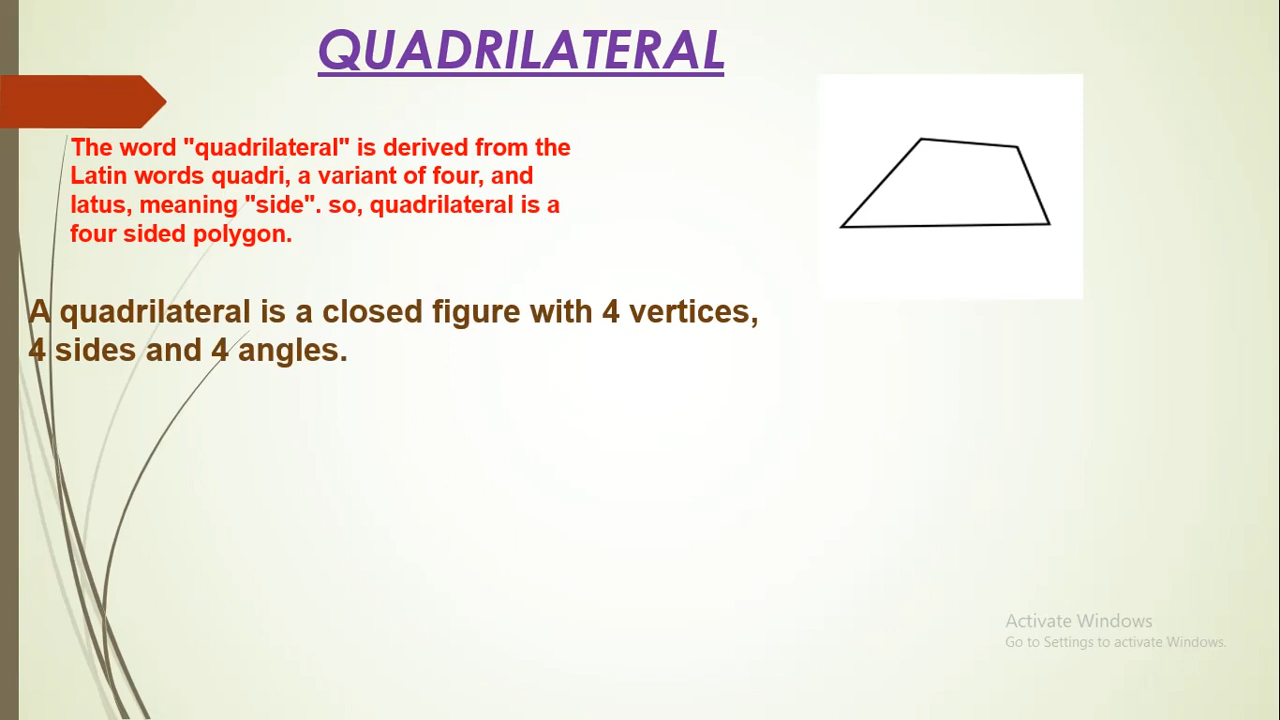 QUADRILATERAL
The word "quadrilateral" is derived from the
Latin words quadri, a variant of four, and
latus, meaning "side". so, quadrilateral is a
four sided polygon.
A quadrilateral is a closed figure with 4 vertices,
4 sides and 4 angles.
Activate Windows
Go to Settings to activate Windows.